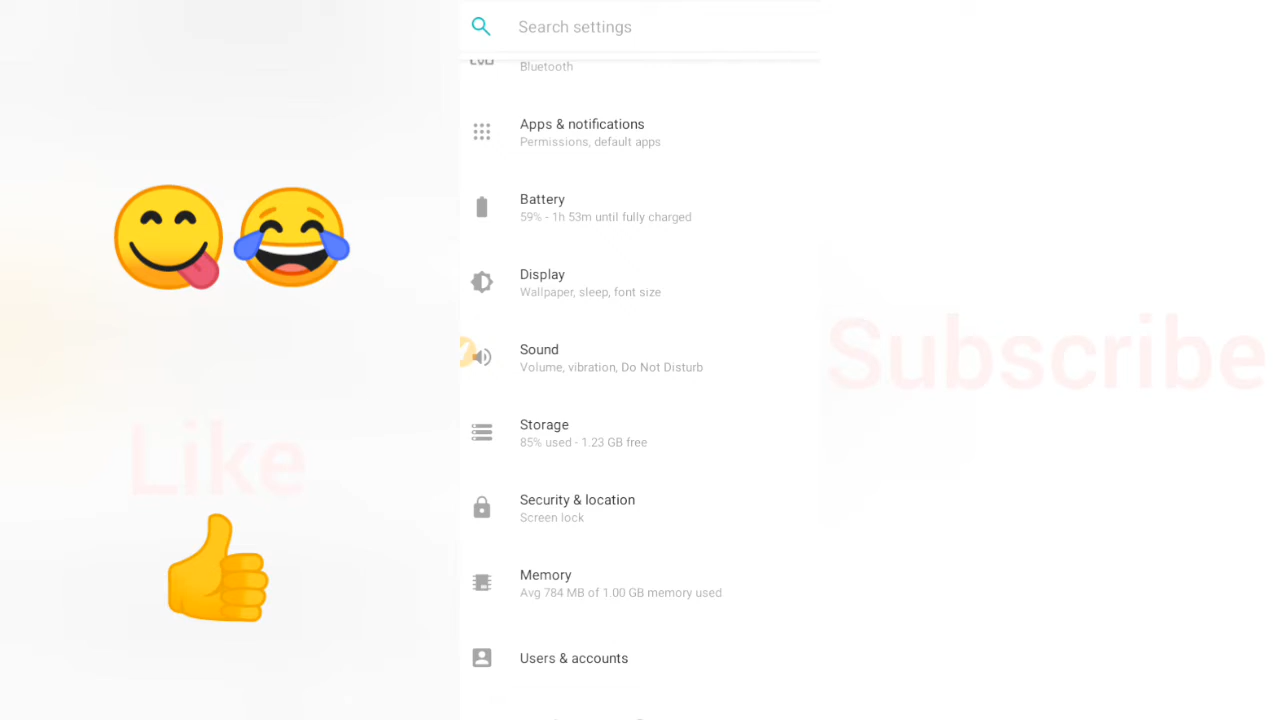 Search settings
Bluetooth
Apps & notifications
Permissions, default apps
Battery
59% - 1h 53m until fully charged
Display
Wallpaper, sleep, font size
Sound
Volume, vibration, Do Not Disturb
Storage
85% used - 1.23 GB free
Security & location
Screen lock
Memory
Avg 784 MB of 1.00 GB memory used
Users & accounts
Like
Subscribe